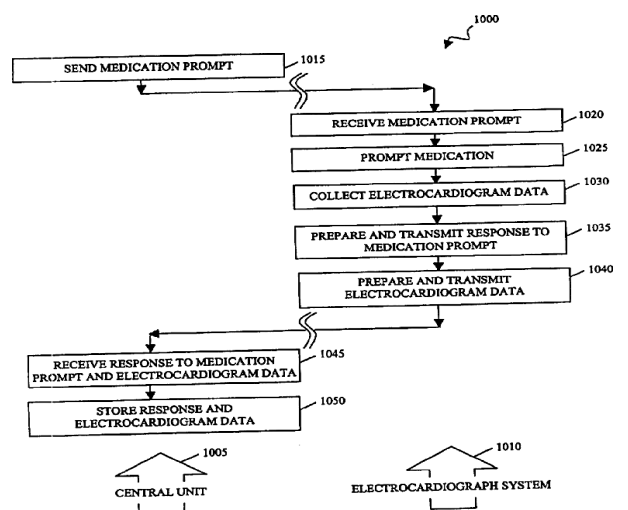 1000
SEND MEDICATION PROMPT
1015
RECEIVE MEDICATION PROMPT
1020
PROMPT MEDICATION
1025
COLLECT ELECTROCARDIOGRAM DATA
1030
PREPARE AND TRANSMIT RESPONSE TO
MEDICATION PROMPT
1035
PREPARE AND TRANSMIT
ELECTROCARDIOGRAM DATA
1040
RECEIVE RESPONSE TO MEDICATION
PROMPT AND ELECTROCARDIOGRAM DATA
1045
STORE RESPONSE AND
ELECTROCARDIOGRAM DATA
1050
1005
CENTRAL UNIT
1010
ELECTROCARDIOGRAPH SYSTEM